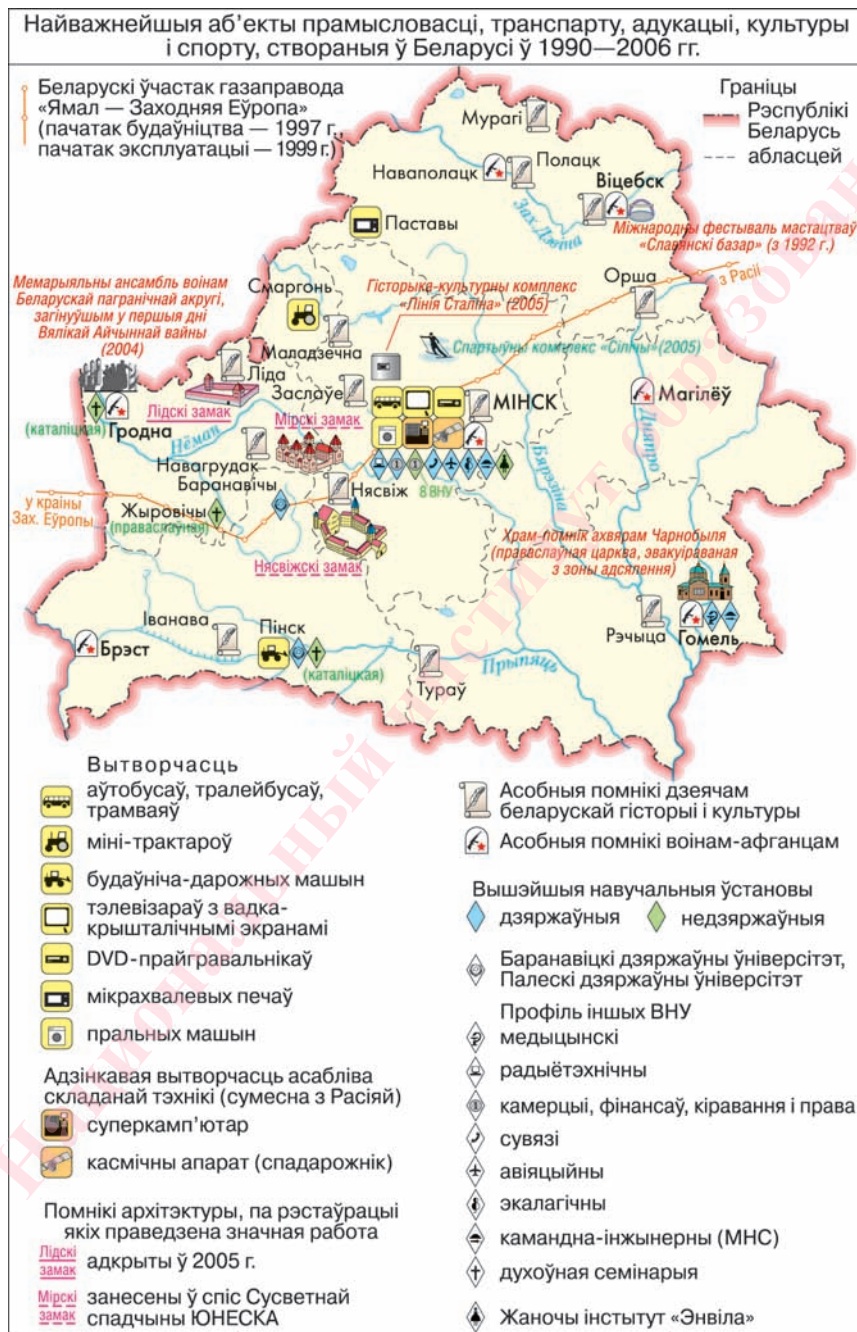 Найважнейшыя аб’екты прамысловасці, транспарту, адукацыі, культуры
і спорту, створаныя ў Беларусі ў 1990—2006 гг.
Беларускі ўчастак газаправода
«Ямал — Заходняя Еўропа»
(пачатак будаўніцтва — 1997 г.,
пачатак эксплуатацыі — 1999 г.)
Граніцы
Рэспублікі
Беларусь
абласцей
Мурагі
Полацк
Наваполацк
Віцебск
Зах. Дзвіна
Міжнародны фестываль мастацтваў
«Славянскі базар» (з 1992 г.)
Паставы
з Расіі
Мемарыяльны ансамбль воінам
Беларускай пагранічнай акругі,
загінуўшым у першыя дні
Вялікай Айчыннай вайны
(2004)
Гісторыка-культурны комплекс
«Лінія Сталіна» (2005)
Орша
Смаргонь
Маладзечна
Спартыўны комплекс «Сілічы» (2005)
Ліда
Заслаўе
Лідскі замак
Мірскі замак
МІНСК
Магілёў
(каталіцкая)
Гродна
Нёман
Дняпро
Бярэзіна
Навагрудак
Баранавічы
Нясвіж
8 ВНУ
у краіны
Зах. Еўропы
Жыровічы
(праваслаўная)
Нясвіжскі замак
Храм-помнік ахвярам Чарнобыля
(праваслаўная царква, эвакуіраваная
з зоны адсялення)
Іванава
Пінск
Брэст
(каталіцкая)
Тураў
Прыпяць
Рэчыца
Гомель
Вытворчасць
аўтобусаў, тралейбусаў,
трамваяў
міні-трактароў
будаўніча-дарожных машын
тэлевізараў з вадка-
крышталічнымі экранамі
DVD-прайгравальнікаў
мікрахвалевых печаў
пральных машын
Адзінкавая вытворчасць асабліва
складанай тэхнікі (сумесна з Расіяй)
суперкамп’ютар
касмічны апарат (спадарожнік)
Помнікі архітэктуры, па рэстаўрацыі
якіх праведзена значная работа
Лідскі
замак
адкрыты ў 2005 г.
Мірскі
замак
занесены ў спіс Сусветнай
спадчыны ЮНЕСКА
Асобныя помнікі дзеячам
беларускай гісторыі і культуры
Асобныя помнікі воінам-афганцам
Вышэйшыя навучальныя ўстановы
дзяржаўныя
недзяржаўныя
Баранавіцкі дзяржаўны ўніверсітэт,
Палескі дзяржаўны ўніверсітэт
Профіль іншых ВНУ
медыцынскі
радыётэхнічны
камерцыі, фінансаў, кіравання і права
сувязі
авіяцыйны
экалагічны
камандна-інжынерны (МНС)
духоўная семінарыя
Жаночы інстытут «Энвіла»
Национальный институт образования